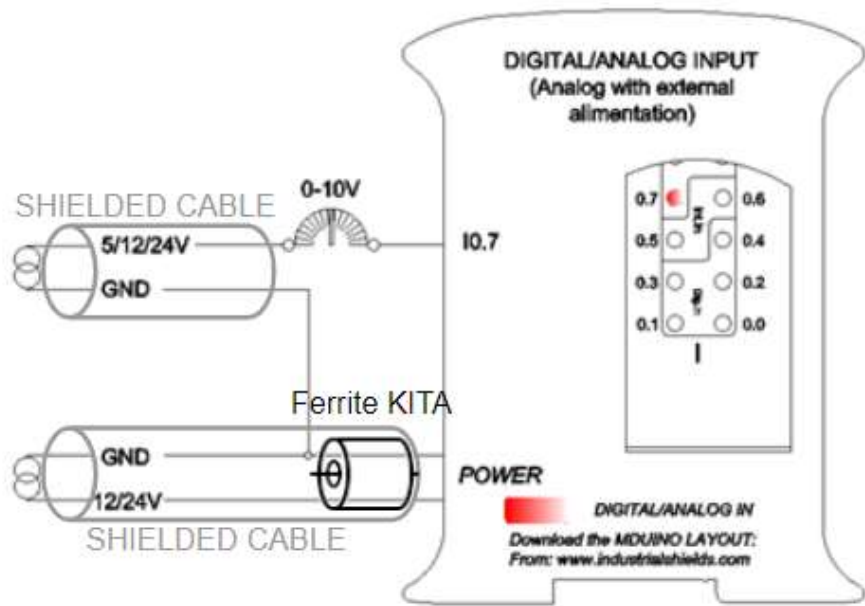 DIGITAL/ANALOG INPUT
(Analog with external
alimentation)
0-10V
SHIELDED CABLE
5/12/24V
I0.7
GND
0.7
0.6
0.5
0.4
0.3
0.2
0.1
0.0
I
Ferrite KITA
GND
12/24V
SHIELDED CABLE
POWER
DIGITAL/ANALOG IN
Download the MDUINO LAYOUT:
From: www.industrialshields.com